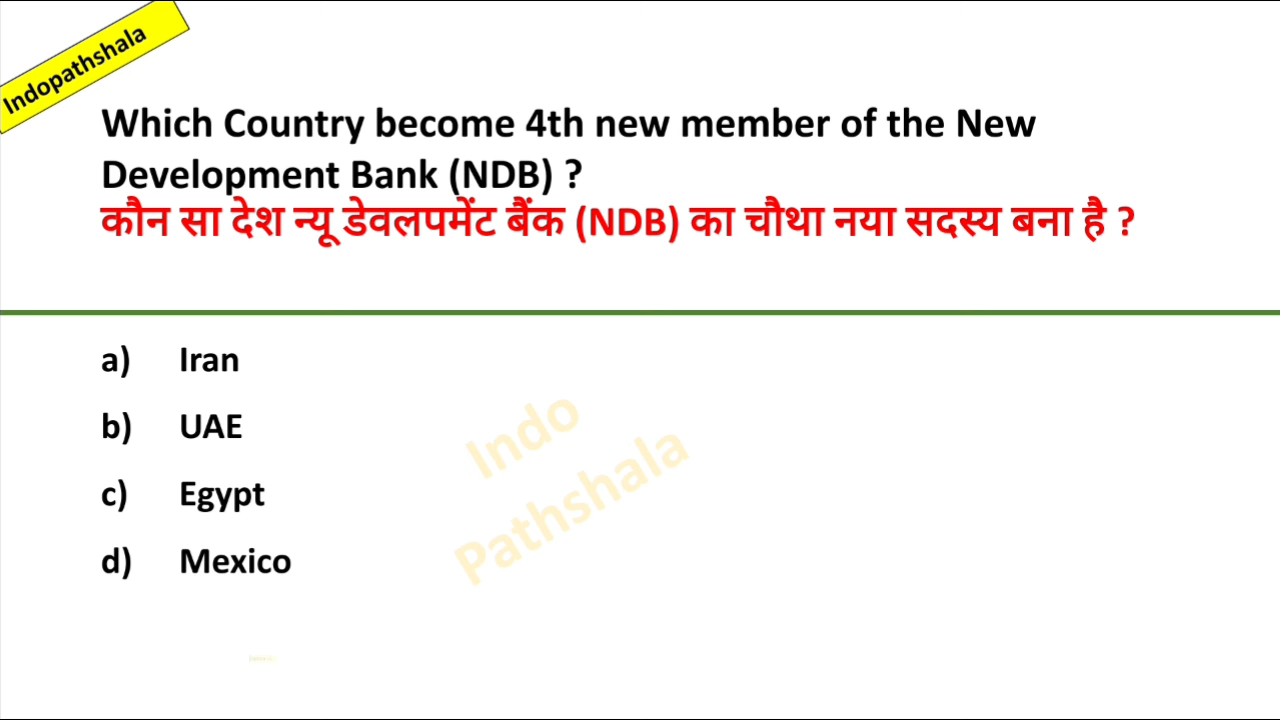 Indopathshala
Which Country become 4th new member of the New
Development Bank (NDB) ?
कौन सा देश न्यू डेवलपमेंट बैंक (NDB) का चौथा नया सदस्य बना है ?
a) Iran
b) UAE
c) Egypt
d) Mexico
Indo
Pathshala